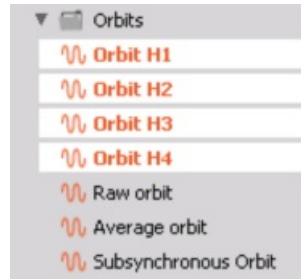 Orbits
Orbit H1
Orbit H2
Orbit H3
Orbit H4
Raw orbit
Average orbit
Subsynchronous Orbit